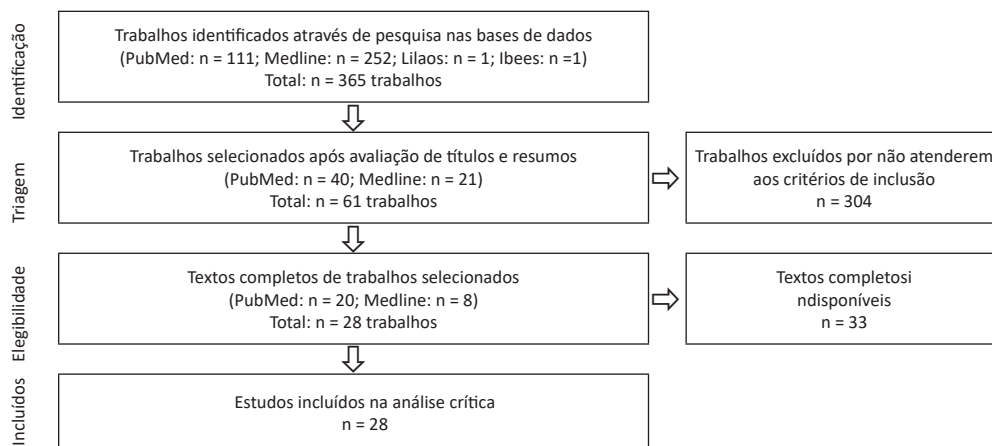 Identificação
Trabalhos identificados através de pesquisa nas bases de dados
(PubMed: n = 111; Medline: n = 252; Lilaos: n = 1; Ibees: n =1)
Total: n = 365 trabalhos
Triagem
Trabalhos selecionados após avaliação de títulos e resumos
(PubMed: n = 40; Medline: n = 21)
Total: n = 61 trabalhos
Trabalhos excluídos por não atenderem
aos critérios de inclusão
n = 304
Elegibilidade
Textos completos de trabalhos selecionados
(PubMed: n = 20; Medline: n = 8)
Total: n = 28 trabalhos
Textos completosi
ndisponíveis
n = 33
Incluídos
Estudos incluídos na análise crítica
n = 28